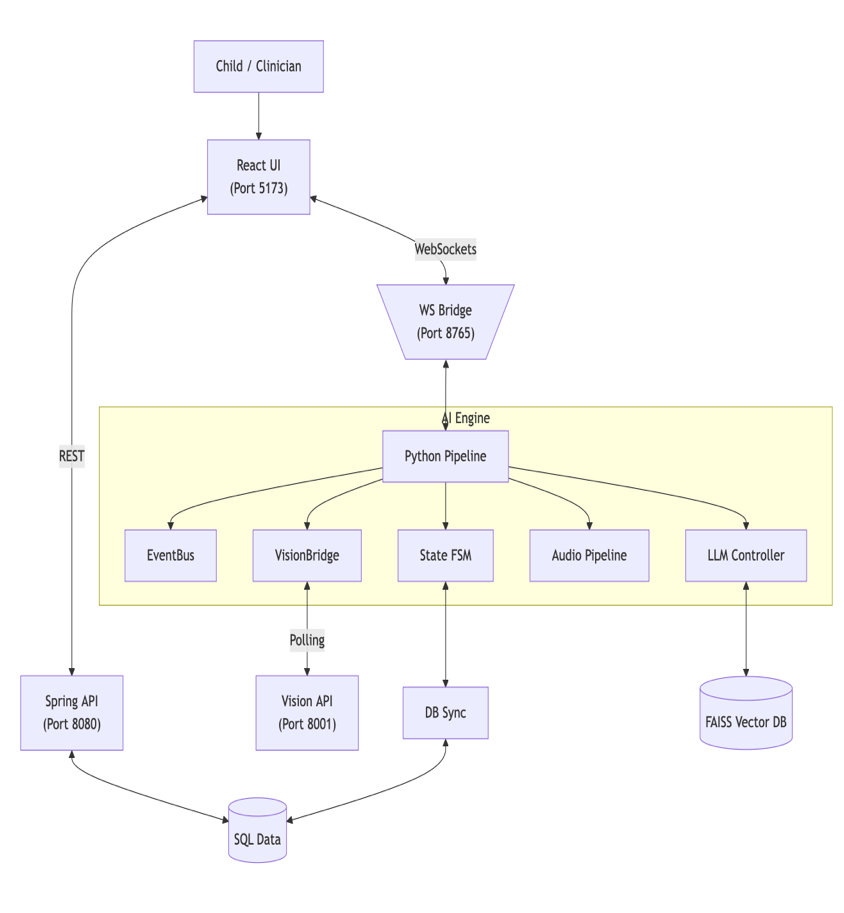 Child / Clinician
React UI
(Port 5173)
WebSockets
WS Bridge
(Port 8765)
AI Engine
Python Pipeline
REST
EventBus
VisionBridge
State FSM
Audio Pipeline
LLM Controller
Polling
Spring API
(Port 8080)
Vision API
(Port 8001)
DB Sync
FAISS Vector DB
SQL Data